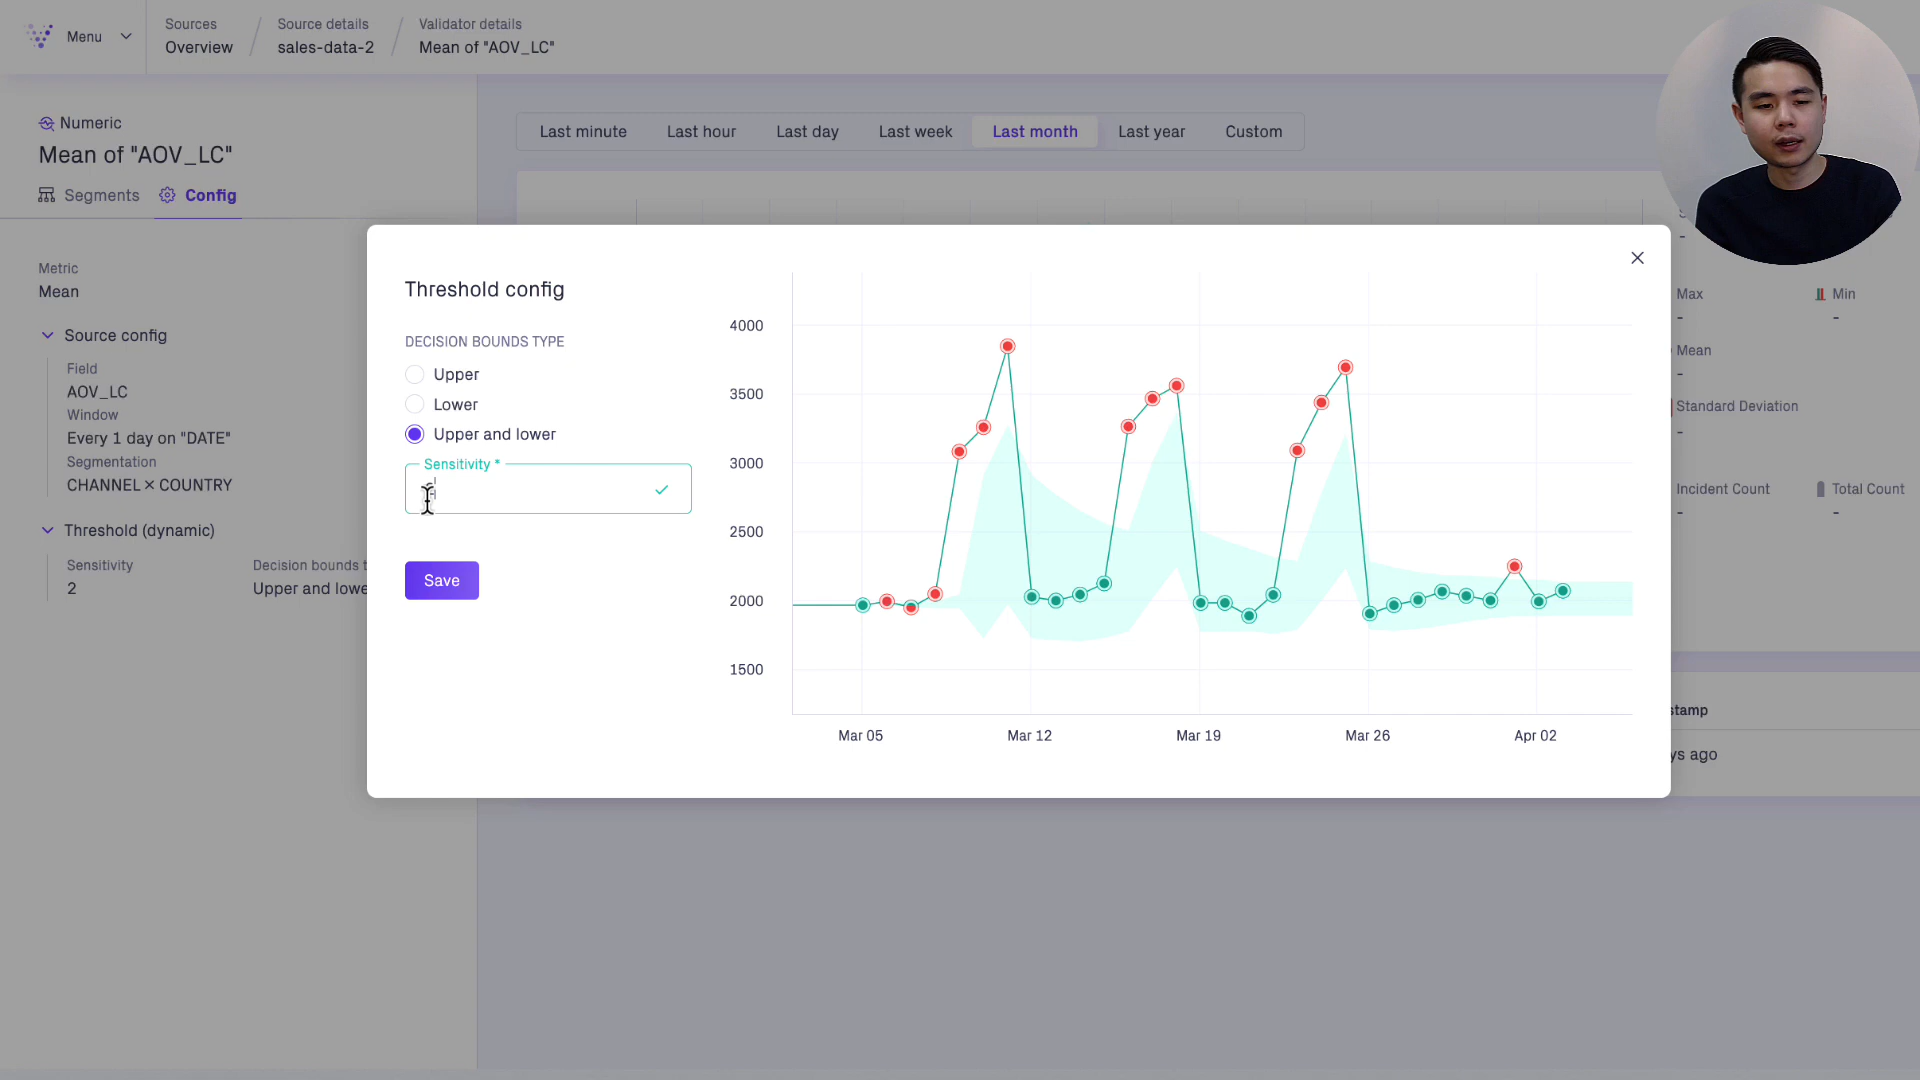 Menu
Sources
Overview
Source details
sales-data-2
Validator details
Mean of "AOV_LC"
Numeric
Mean of "AOV_LC"
Segments
Config
Last minute
Last hour
Last day
Last week
Last month
Last year
Custom
Metric
Mean
Source config
Field
AOV_LC
Window
Every 1 day on "DATE"
Segmentation
CHANNEL × COUNTRY
Threshold (dynamic)
Sensitivity
2
Decision bounds t
Upper and lowe
Threshold config
DECISION BOUNDS TYPE
Upper
Lower
Upper and lower
Sensitivity *
Save
4000
3500
3000
2500
2000
1500
Mar 05
Mar 12
Mar 19
Mar 26
Apr 02
Max
-
Min
-
Mean
-
Standard Deviation
-
Incident Count
-
Total Count
-
stamp
ys ago